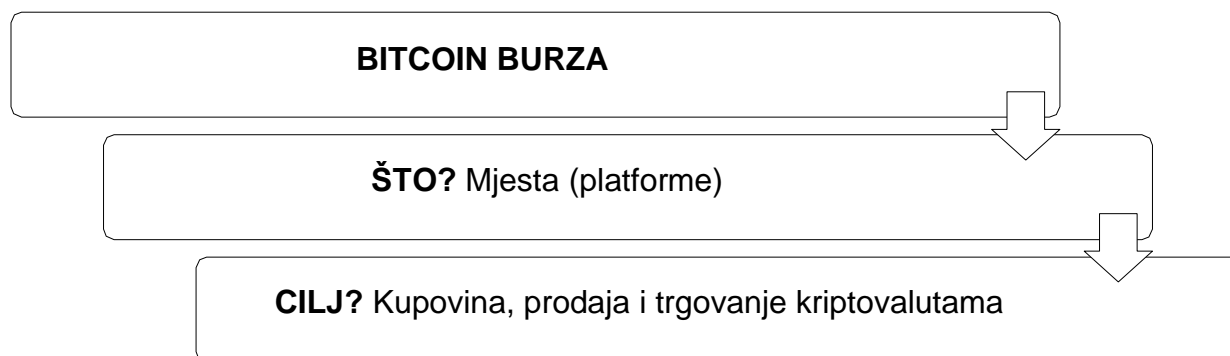 BITCOIN BURZA
ŠTO? Mjesta (platforme)
CILJ? Kupovina, prodaja i trgovanje kriptovalutama